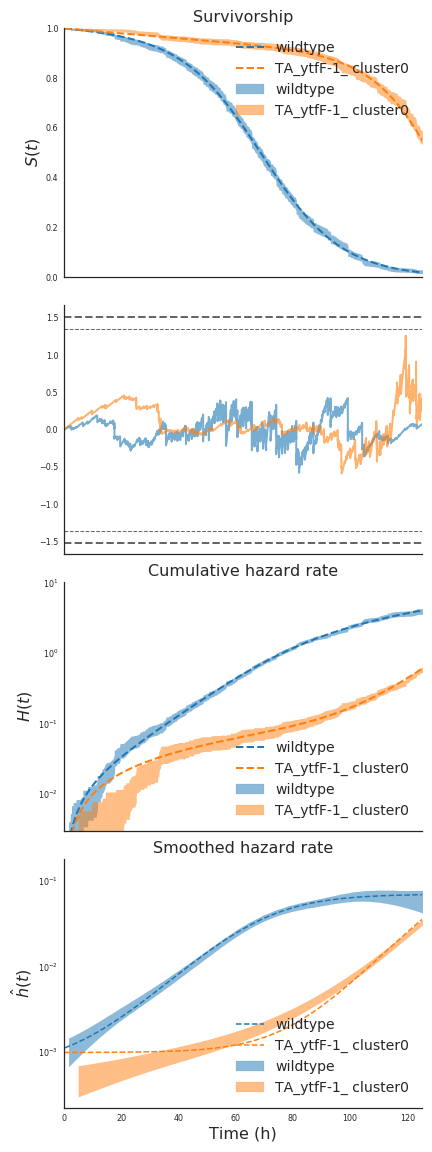 Survivorship
1.0
wildtype
TA_ytfF-1_ cluster0
0.8
wildtype
TA_ytfF-1_ cluster0
0.6
S(t)
0.4
0.2
0.0
1.5
1.0
0.5
0.0
−0.5
−1.0
−1.5
Cumulative hazard rate
10¹
10⁰
H(t)
10⁻¹
wildtype
TA_ytfF-1_ cluster0
wildtype
10⁻²
TA_ytfF-1_ cluster0
Smoothed hazard rate
10⁻¹
10⁻²
ĥ(t)
wildtype
10⁻³
TA_ytfF-1_ cluster0
wildtype
TA_ytfF-1_ cluster0
0 20 40 60 80 100 120
Time (h)